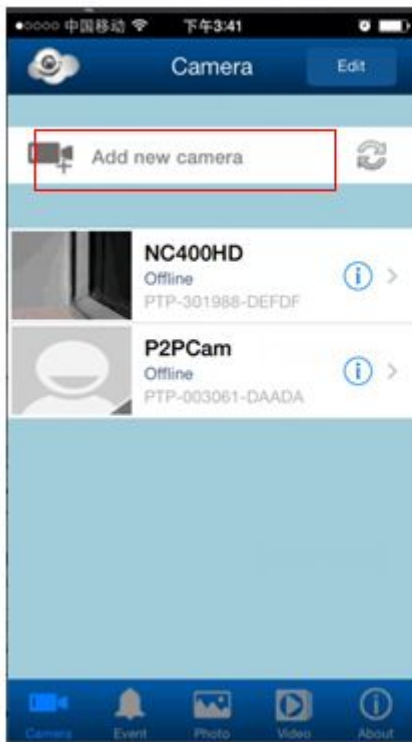 中国移动 下午3:41
Camera Edit
Add new camera
NC400HD
Offline
PTP-301988-DEFDF
P2PCam
Offline
PTP-003061-DAADA
Camera Event Photo Video About